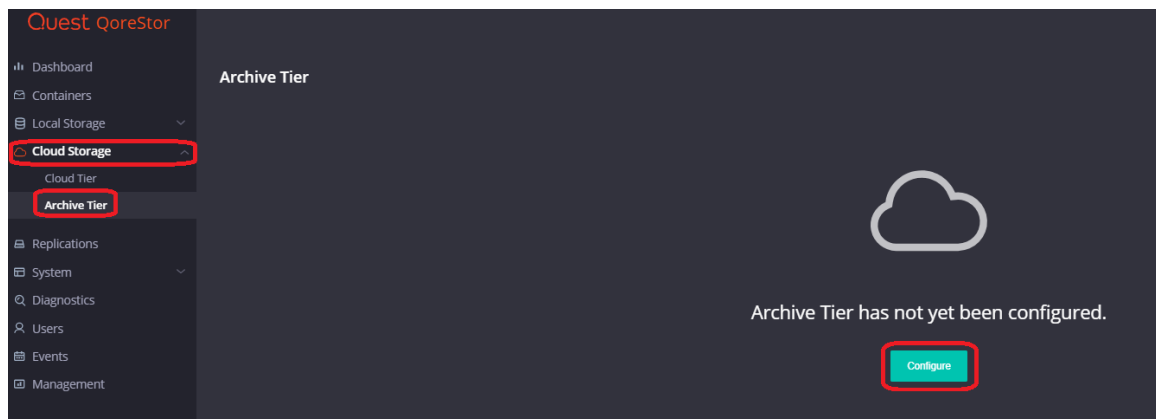 Quest QoreStor
Dashboard
Containers
Local Storage
Cloud Storage
Cloud Tier
Archive Tier
Replications
System
Diagnostics
Users
Events
Management
Archive Tier
Archive Tier has not yet been configured.
Configure